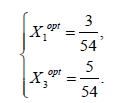 { X₁ᵒᵖᵗ = 3/54,
X₃ᵒᵖᵗ = 5/54.